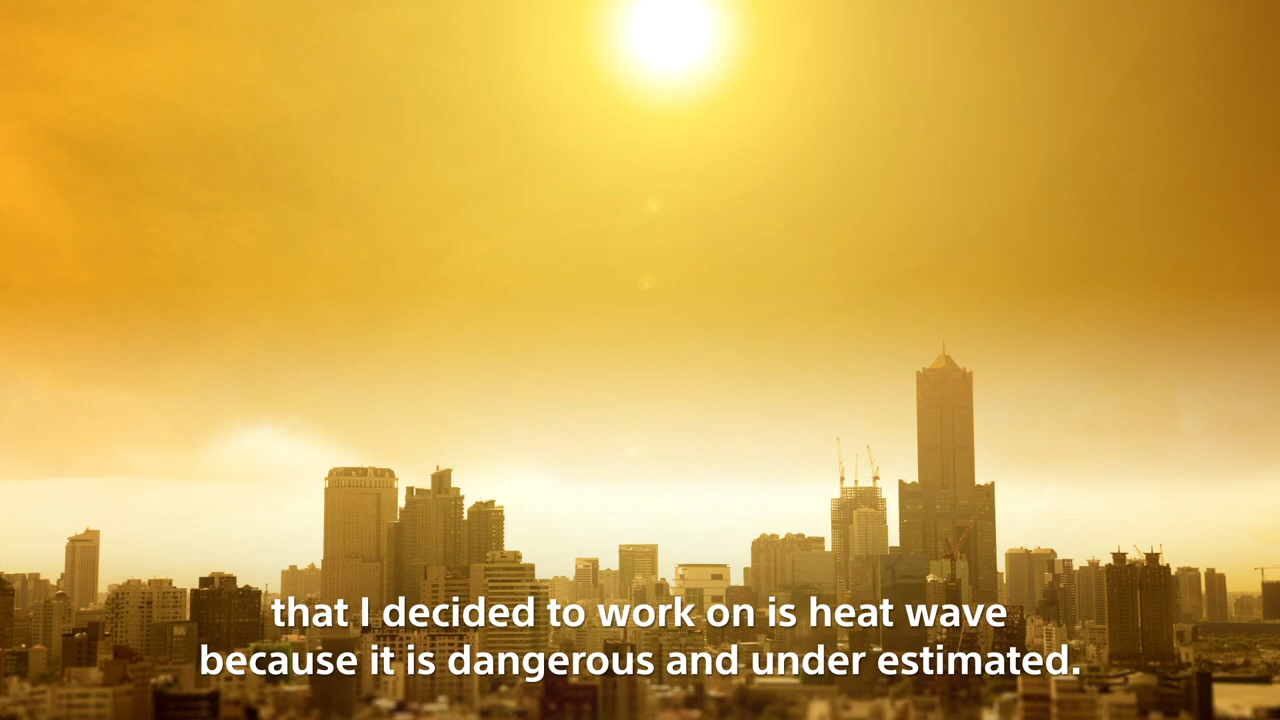 that I decided to work on is heat wave
because it is dangerous and under estimated.